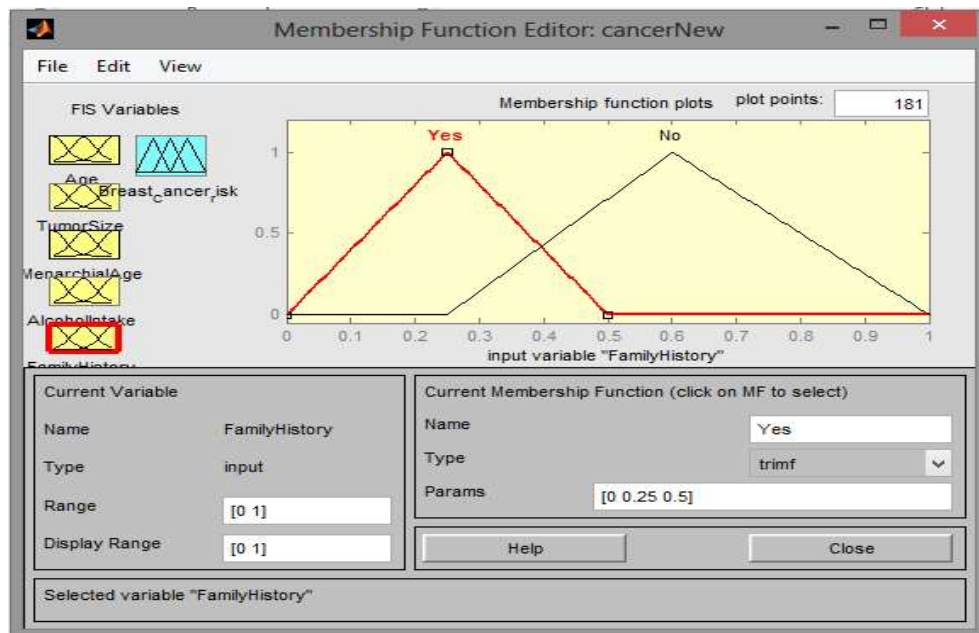 Membership Function Editor: cancerNew
File Edit View
FIS Variables
Membership function plots plot points: 181
Age
Breast_cancer_risk
TumorSize
MenarchialAge
AlcoholIntake
FamilyHistory
Yes No
1
0.5
0
0 0.1 0.2 0.3 0.4 0.5 0.6 0.7 0.8 0.9 1
input variable "FamilyHistory"
Current Variable
Name FamilyHistory
Type input
Range [0 1]
Display Range [0 1]
Current Membership Function (click on MF to select)
Name Yes
Type trimf
Params [0 0.25 0.5]
Help Close
Selected variable "FamilyHistory"